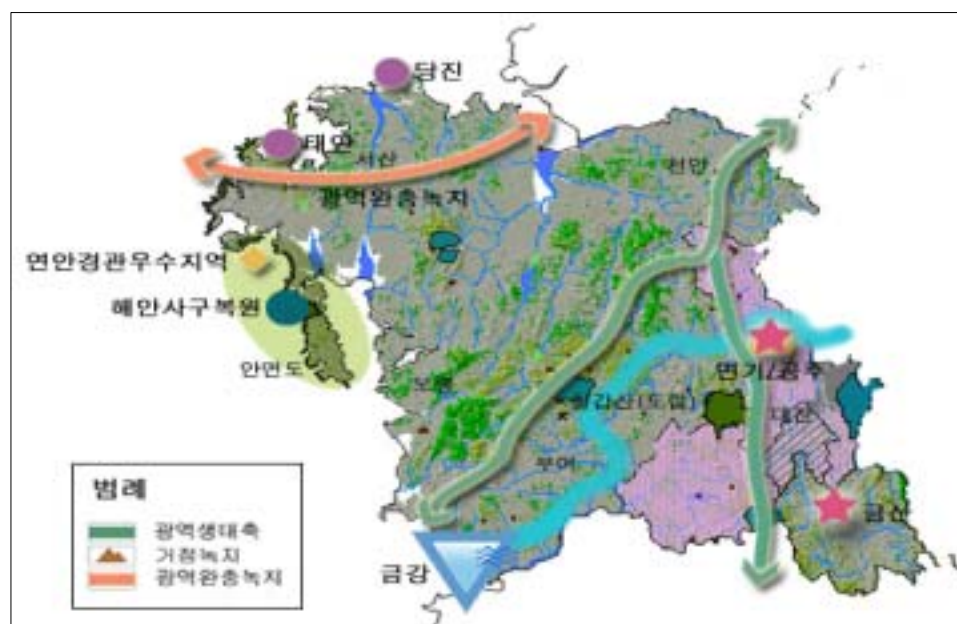 당진
태안
서산
천안
광역완충녹지
연안경관우수지역
해안사구복원
안면도
보령
연기/공주
칠갑산(도립)
대전
부여
금산
금강
범례
광역생태축
거점녹지
광역완충녹지